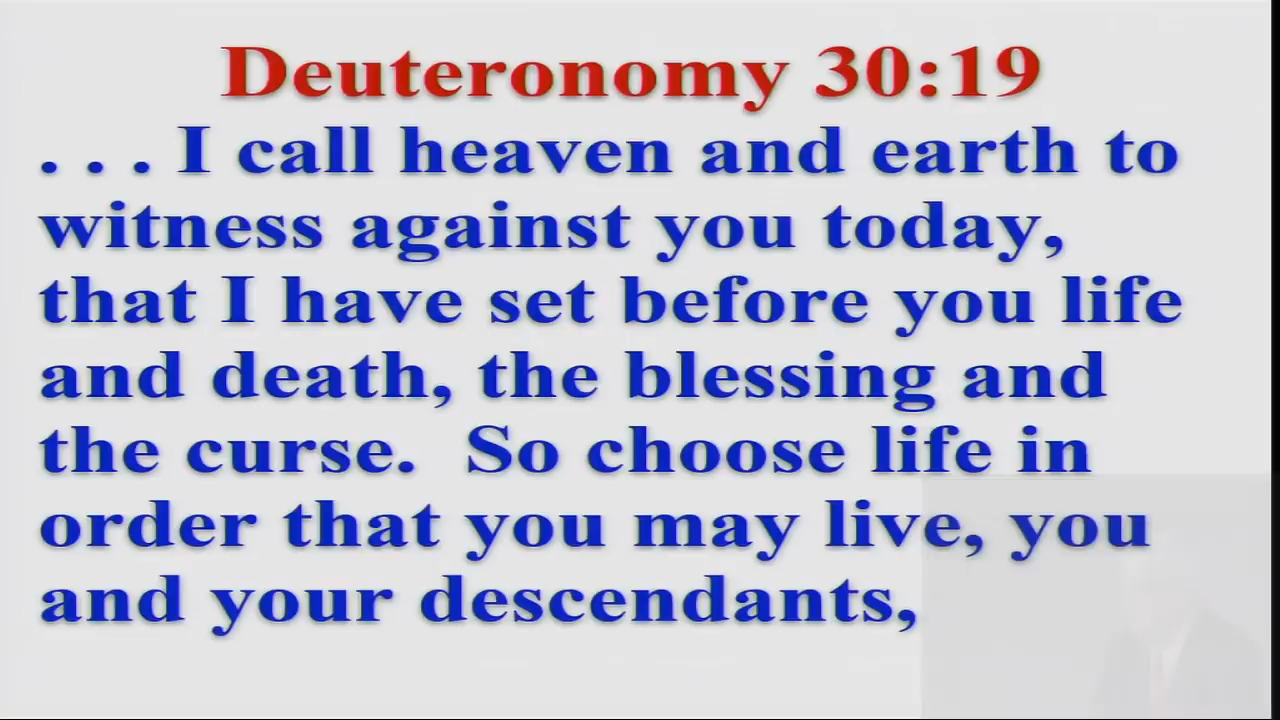 Deuteronomy 30:19
. . . I call heaven and earth to
witness against you today,
that I have set before you life
and death, the blessing and
the curse.  So choose life in
order that you may live, you
and your descendants,